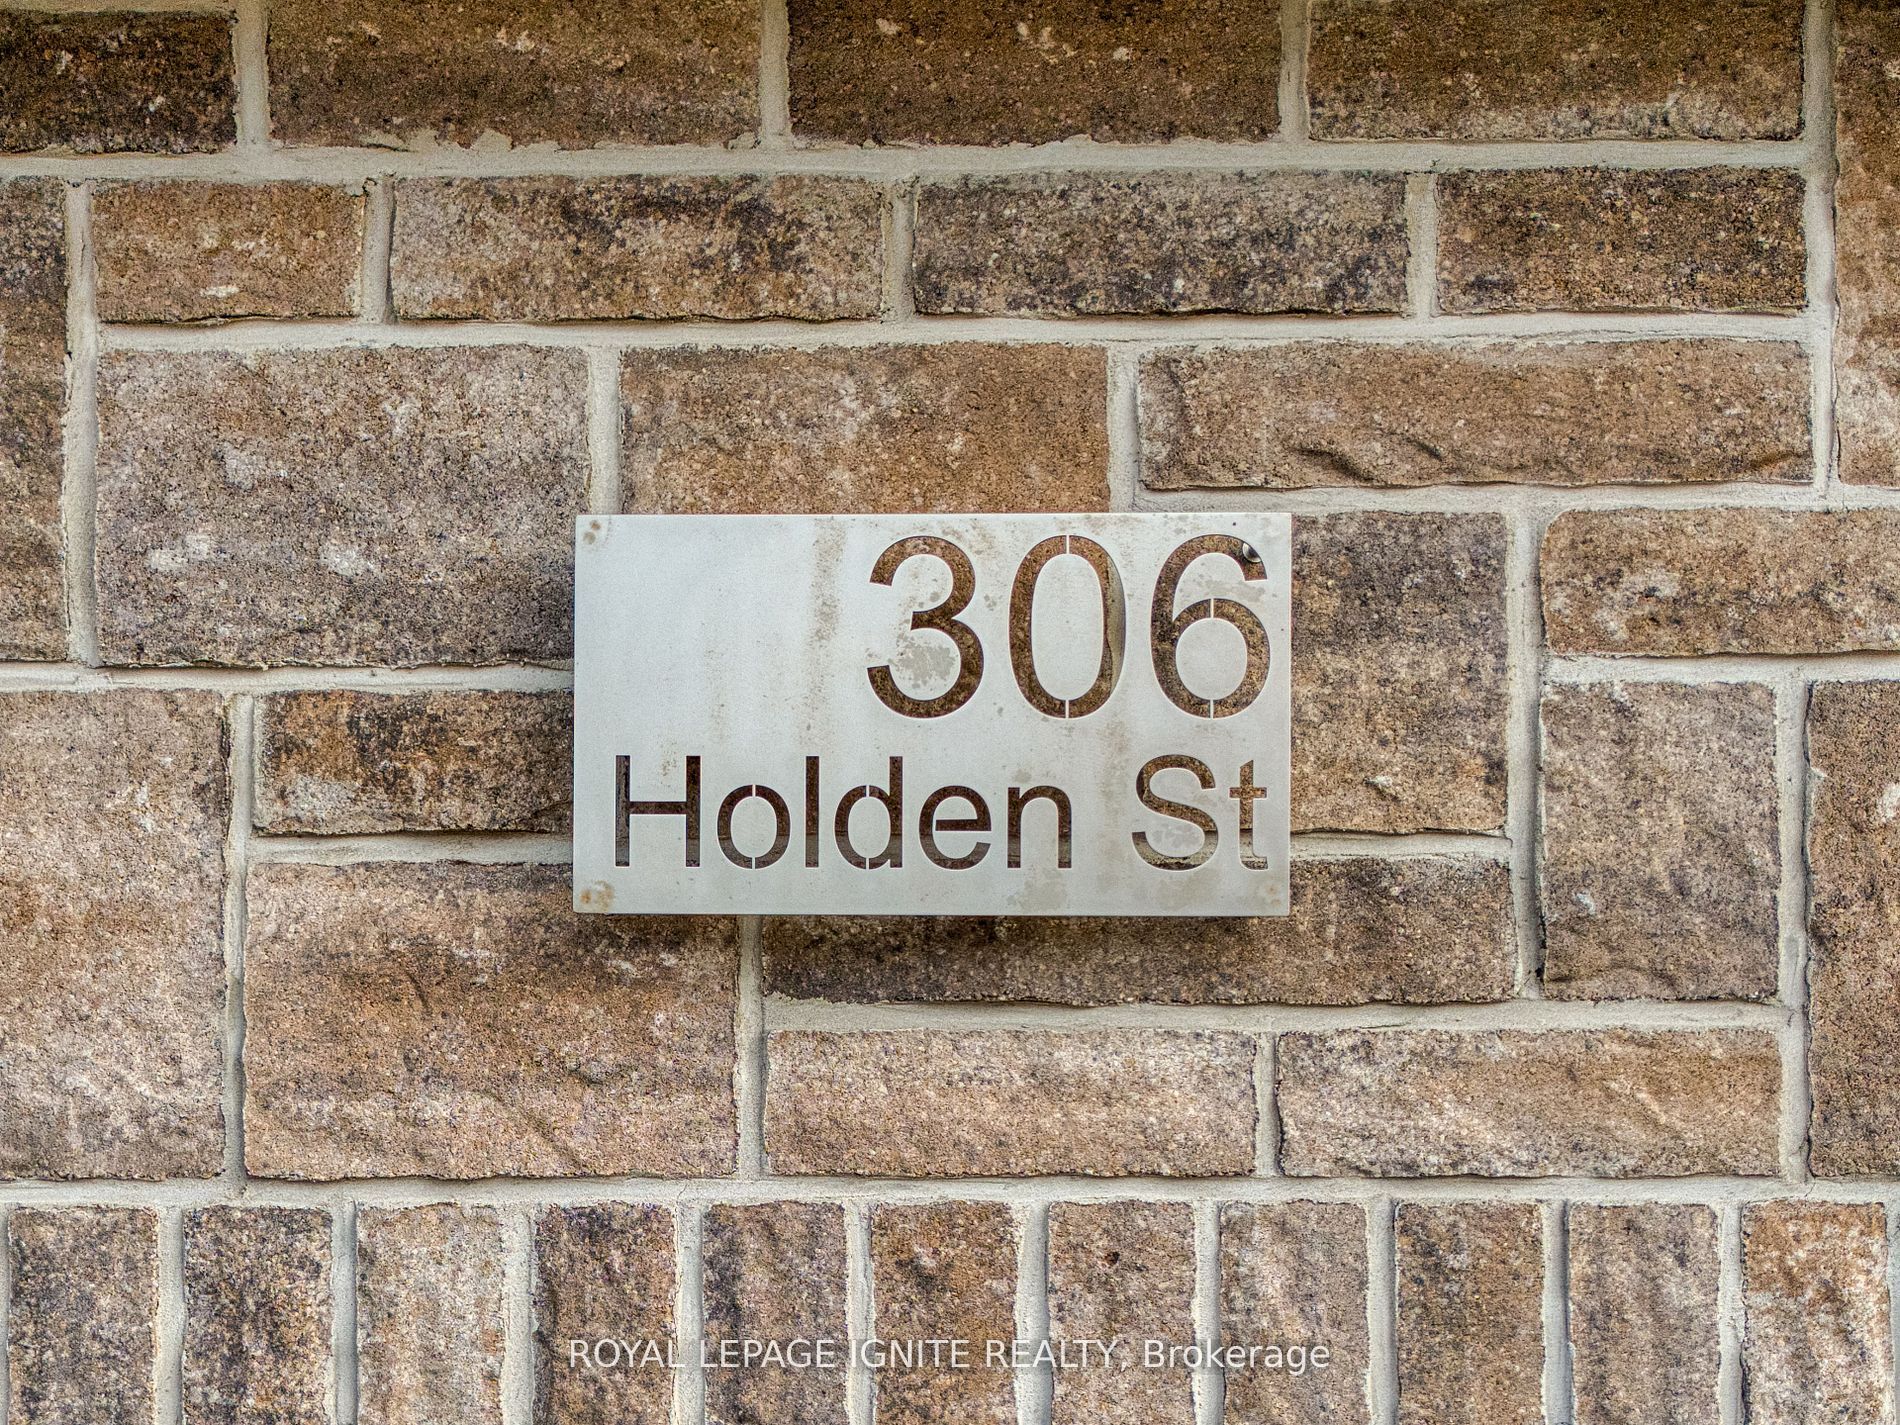 306
Holden St
ROYAL LEPAGE IGNITE REALTY, Brokerage